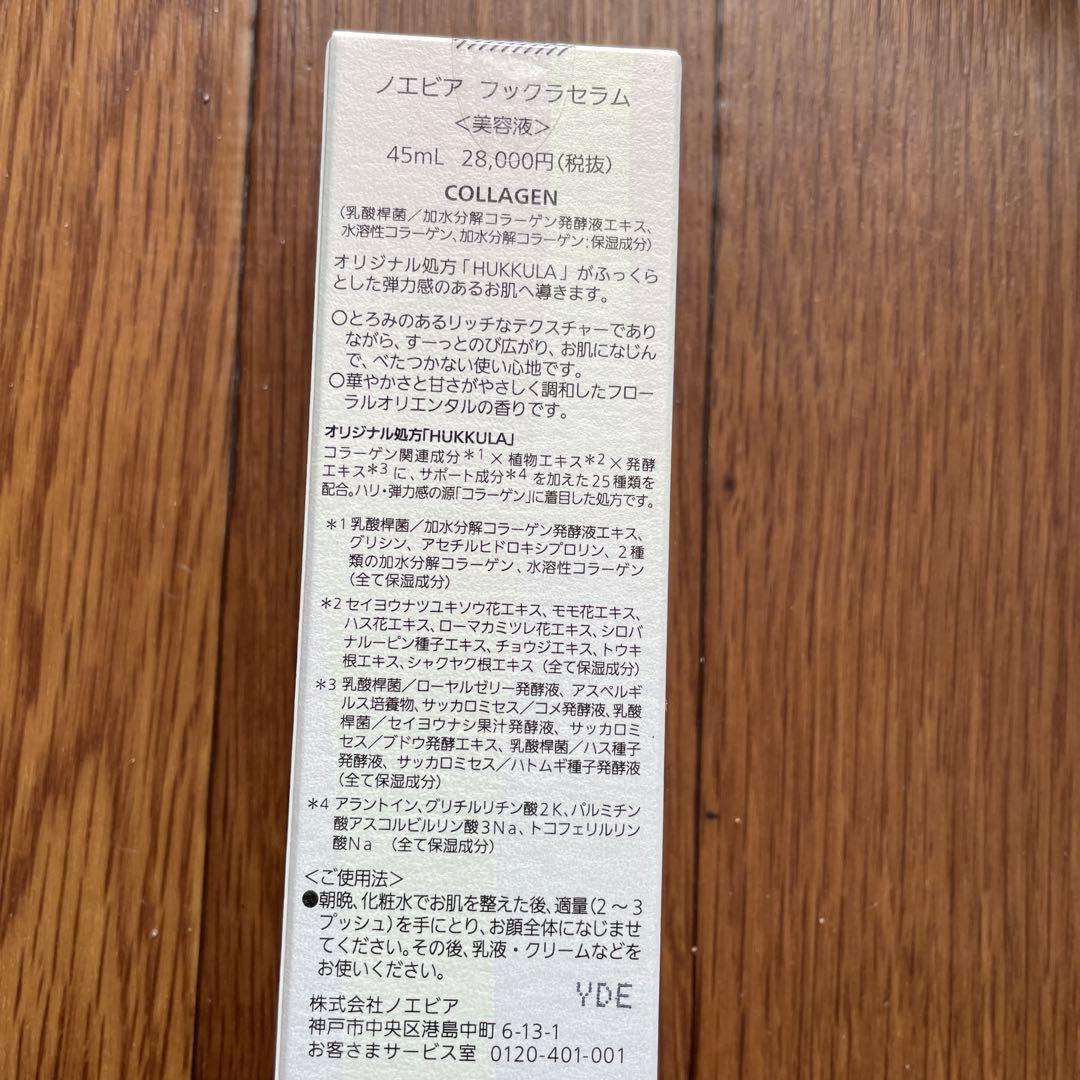 ノエビア フックラセラム
＜美容液＞
45mL 28,000円(税抜)
COLLAGEN
(乳酸桿菌／加水分解コラーゲン発酵液エキス、
水溶性コラーゲン、加水分解コラーゲン:保湿成分)
オリジナル処方「HUKKULA」がふっくら
とした弾力感のあるお肌へ導きます。
○とろみのあるリッチなテクスチャーであり
ながら、すーっとのび広がり、お肌になじん
で、べたつかない使い心地です。
○華やかさと甘さがやさしく調和したフロー
ラルオリエンタルの香りです。
オリジナル処方「HUKKULA」
コラーゲン関連成分＊1×植物エキス＊2×発酵
エキス＊3に、サポート成分＊4を加えた25種類を
配合。ハリ・弾力感の源「コラーゲン」に着目した処方です。
＊1 乳酸桿菌／加水分解コラーゲン発酵液エキス、
グリシン、アセチルヒドロキシプロリン、2種
類の加水分解コラーゲン、水溶性コラーゲン
(全て保湿成分)
＊2 セイヨウナツユキソウ花エキス、モモ花エキス、
ハス花エキス、ローマカミツレ花エキス、シロバ
ナルーピン種子エキス、チョウジエキス、トウキ
根エキス、シャクヤク根エキス (全て保湿成分)
＊3 乳酸桿菌／ローヤルゼリー発酵液、アスペルギ
ルス培養物、サッカロミセス／コメ発酵液、乳酸
桿菌／セイヨウナシ果汁発酵液、サッカロミ
セス／ブドウ発酵エキス、乳酸桿菌／ハス種子
発酵液、サッカロミセス／ハトムギ種子発酵液
(全て保湿成分)
＊4 アラントイン、グリチルリチン酸2K、パルミチン
酸アスコルビルリン酸3Na、トコフェリルリン
酸Na (全て保湿成分)
＜ご使用法＞
●朝晩、化粧水でお肌を整えた後、適量(2～3
プッシュ)を手にとり、お顔全体になじませ
てください。その後、乳液・クリームなどを
お使いください。
YDE
株式会社ノエビア
神戸市中央区港島中町 6-13-1
お客さまサービス室 0120-401-001